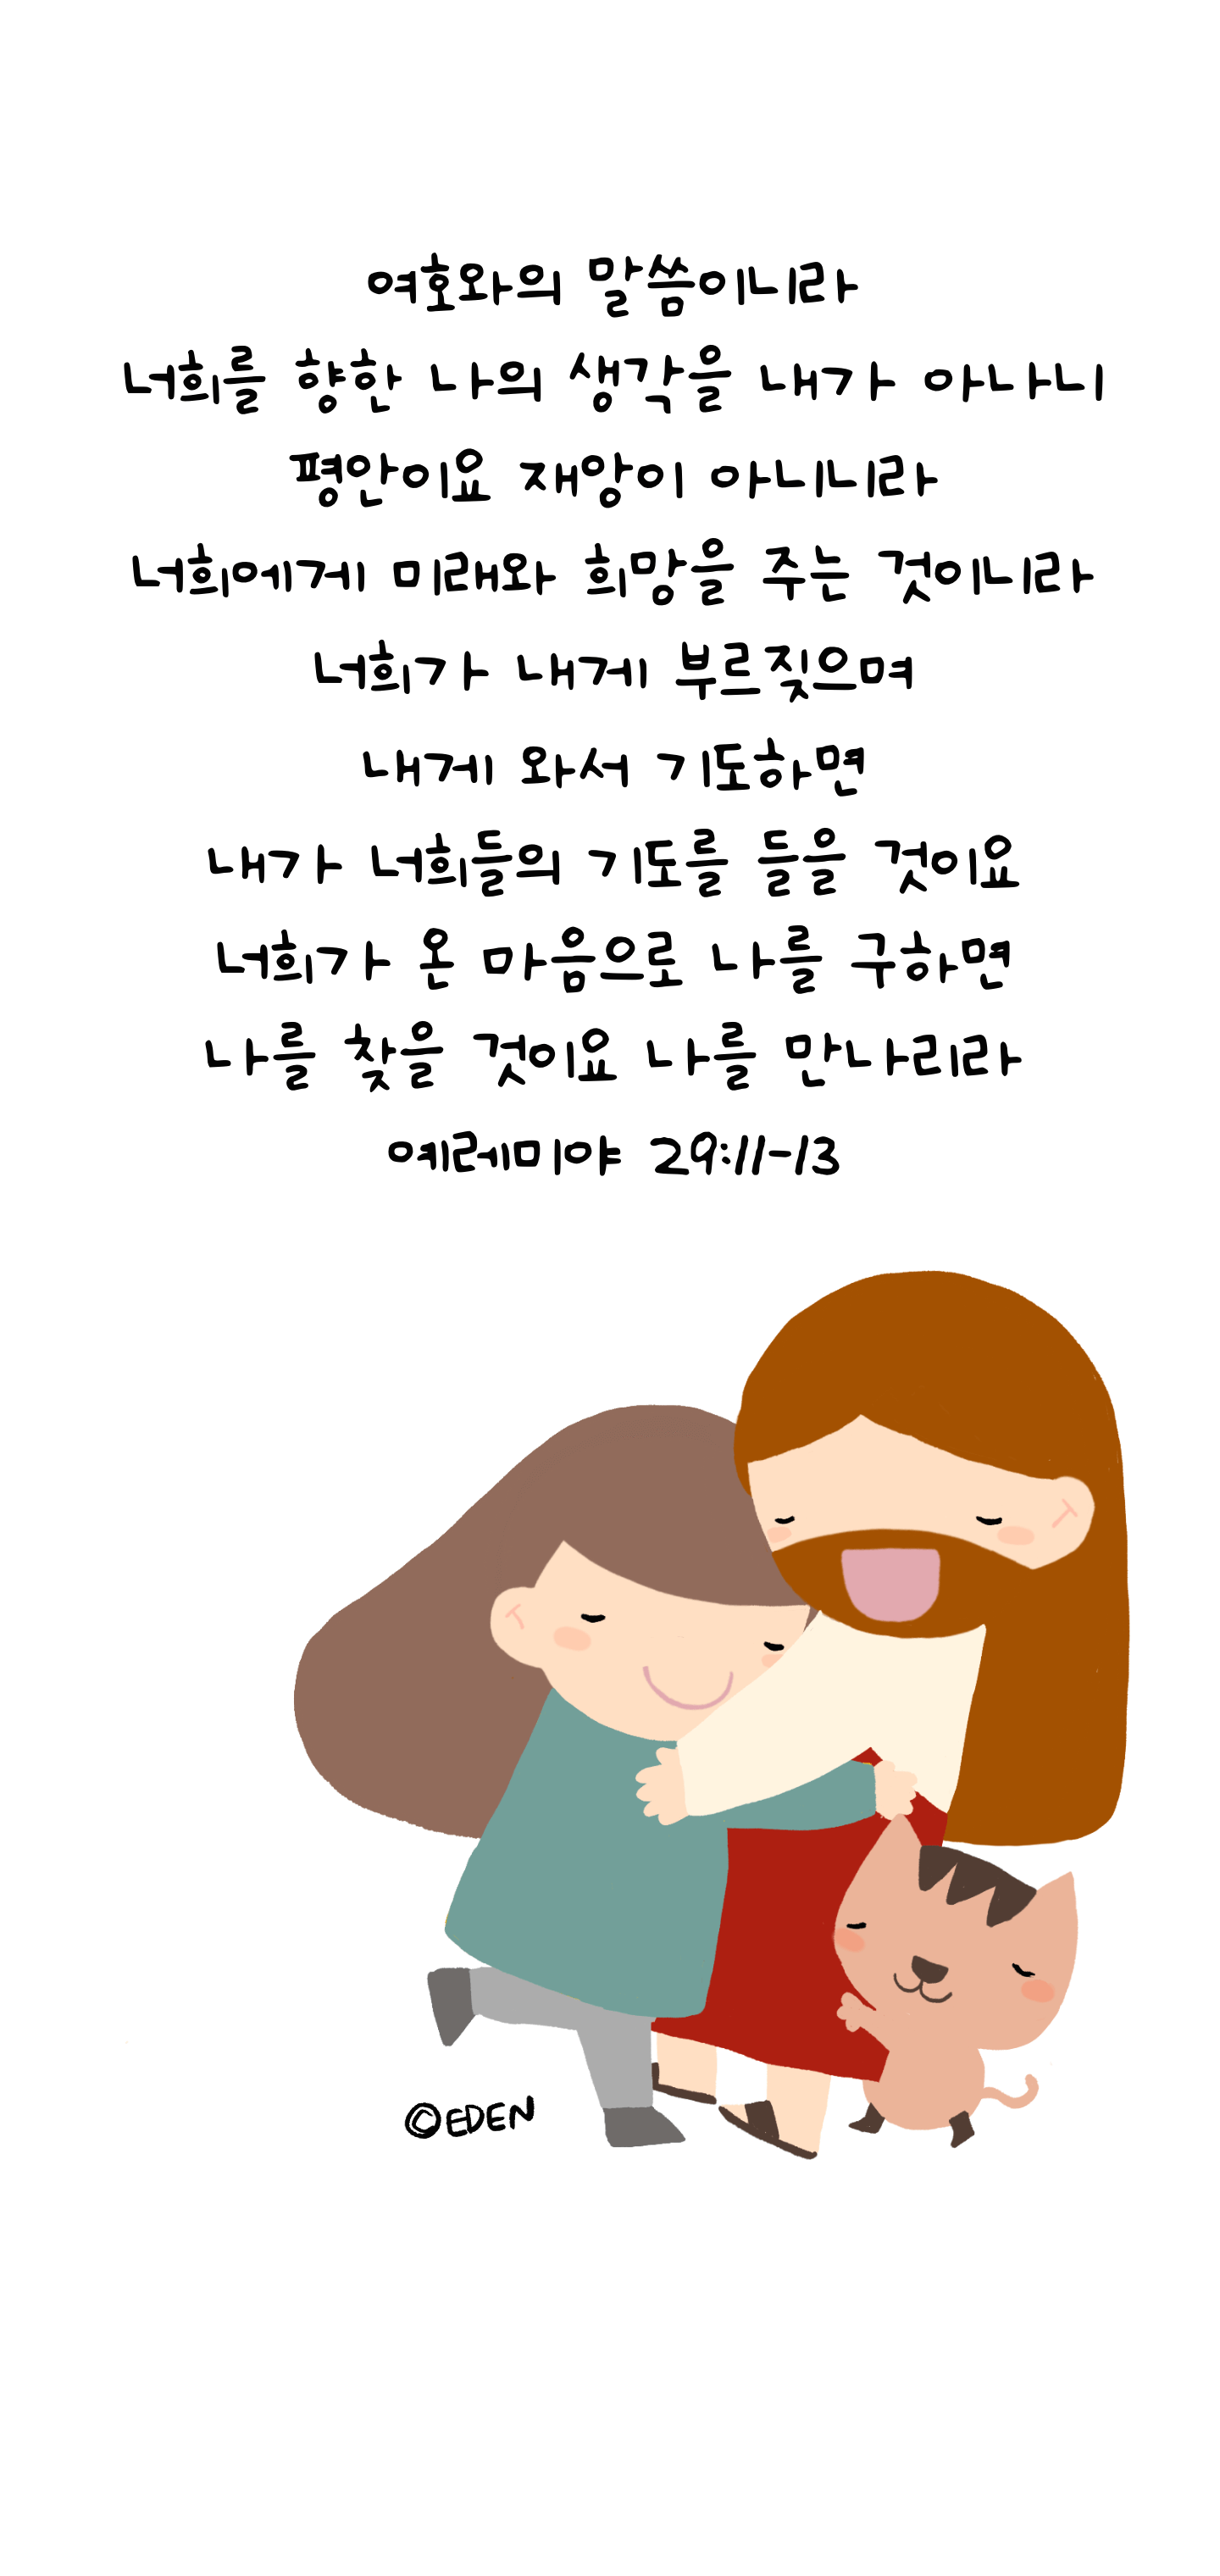 여호와의 말씀이니라
너희를 향한 나의 생각을 내가 아나니
평안이요 재앙이 아니니라
너희에게 미래와 희망을 주는 것이니라
너희가 내게 부르짖으며
내게 와서 기도하면
내가 너희들의 기도를 들을 것이요
너희가 온 마음으로 나를 구하면
나를 찾을 것이요 나를 만나리라
예레미야 29:11-13
©EDEN